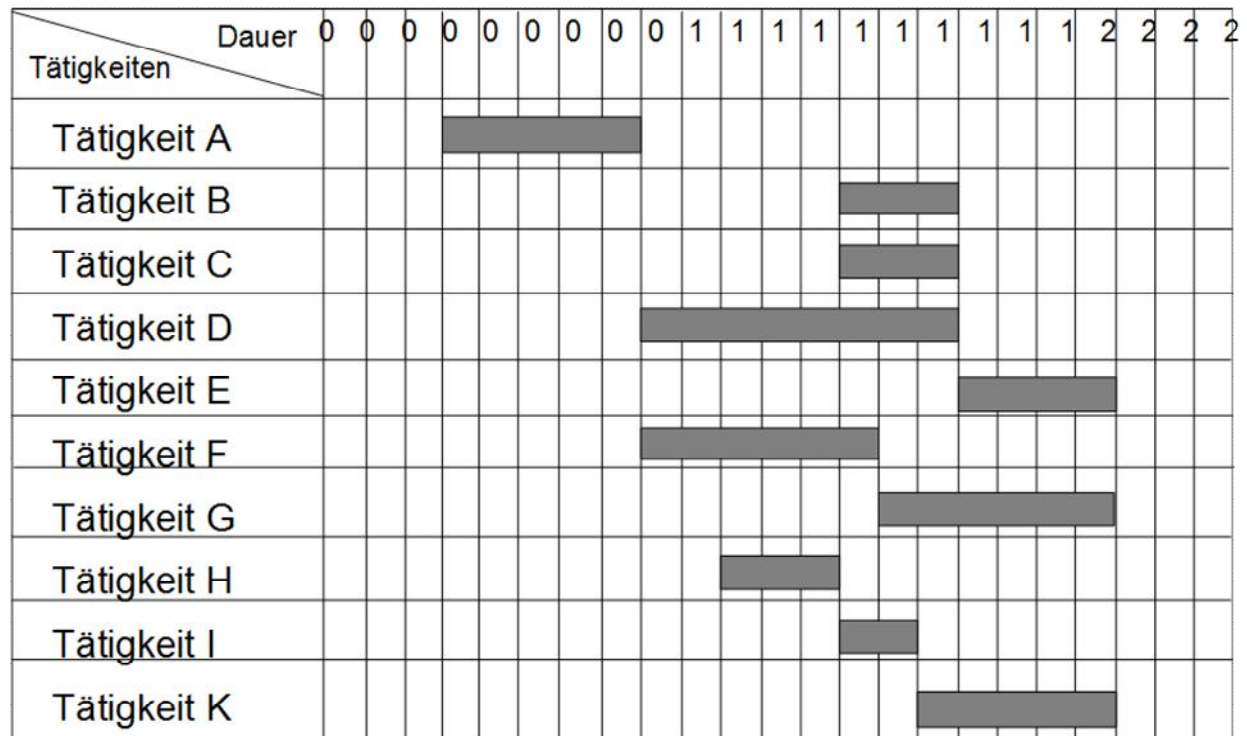 Dauer 0 0 0 0 0 0 0 0 0 1 1 1 1 1 1 1 1 1 1 2 2 2 2
Tätigkeiten
Tätigkeit A
Tätigkeit B
Tätigkeit C
Tätigkeit D
Tätigkeit E
Tätigkeit F
Tätigkeit G
Tätigkeit H
Tätigkeit I
Tätigkeit K